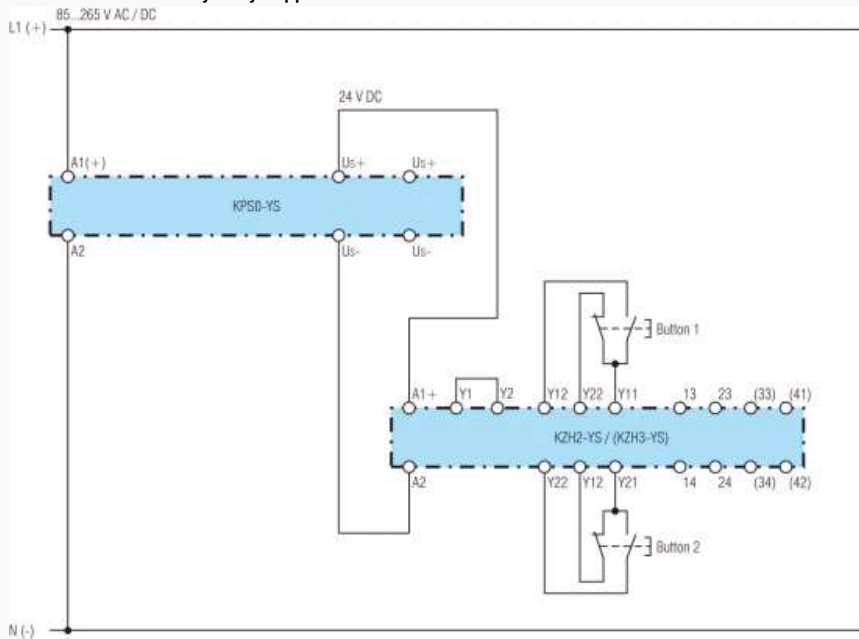 85...265 V AC / DC
L1 (+)
24 V DC
A1(+) Us+ Us+
KPS0-YS
A2 Us- Us-
Button 1
A1+ Y1 Y2 Y12 Y22 Y11 13 23 (33) (41)
KZH2-YS / (KZH3-YS)
A2 Y22 Y12 Y21 14 24 (34) (42)
Button 2
N (-)